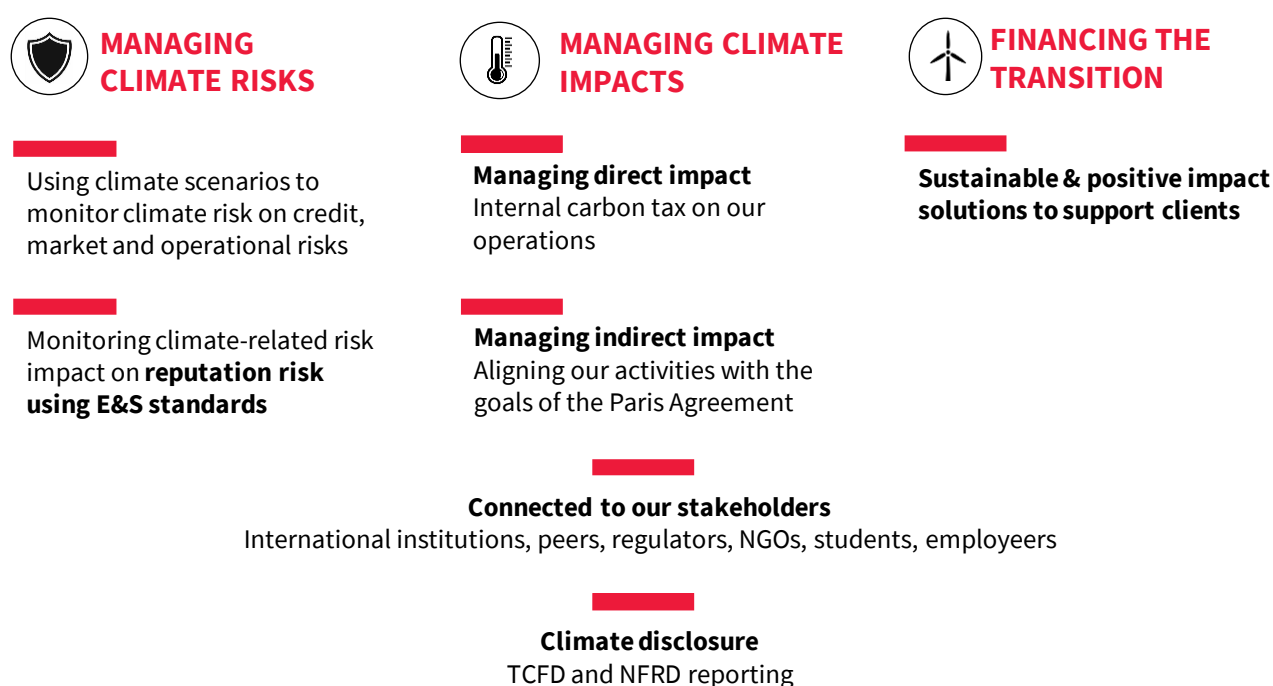 MANAGING
CLIMATE RISKS
Using climate scenarios to
monitor climate risk on credit,
market and operational risks
Monitoring climate-related risk
impact on reputation risk
using E&S standards
MANAGING CLIMATE
IMPACTS
Managing direct impact
Internal carbon tax on our
operations
Managing indirect impact
Aligning our activities with the
goals of the Paris Agreement
FINANCING THE
TRANSITION
Sustainable & positive impact
solutions to support clients
Connected to our stakeholders
International institutions, peers, regulators, NGOs, students, employeers
Climate disclosure
TCFD and NFRD reporting